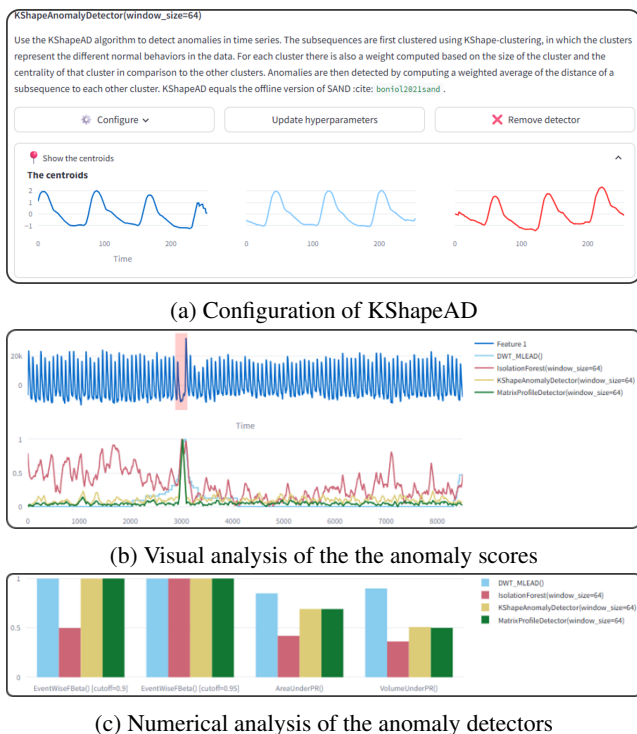 KShapeAnomalyDetector(window_size=64)
Use the KShapeAD algorithm to detect anomalies in time series. The subsequences are first clustered using KShape-clustering, in which the clusters
represent the different normal behaviors in the data. For each cluster there is also a weight computed based on the size of the cluster and the
centrality of that cluster in comparison to the other clusters. Anomalies are then detected by computing a weighted average of the distance of a
subsequence to each other cluster. KShapeAD equals the offline version of SAND :cite: boniol2021sand .
Configure
Update hyperparameters
Remove detector
Show the centroids
The centroids
2
1
0
−1
0 100 200
0 100 200
0 100 200
Time
(a) Configuration of KShapeAD
20k
0
Feature 1
DWT_MLEAD()
IsolationForest(window_size=64)
KShapeAnomalyDetector(window_size=64)
MatrixProfileDetector(window_size=64)
Time
1
0.5
0
0 1000 2000 3000 4000 5000 6000 7000 8000
(b) Visual analysis of the the anomaly scores
1
0.5
0
EventWiseFBeta() [cutoff=0.9] EventWiseFBeta() [cutoff=0.95] AreaUnderPR() VolumeUnderPR()
DWT_MLEAD()
IsolationForest(window_size=64)
KShapeAnomalyDetector(window_size=64)
MatrixProfileDetector(window_size=64)
(c) Numerical analysis of the anomaly detectors